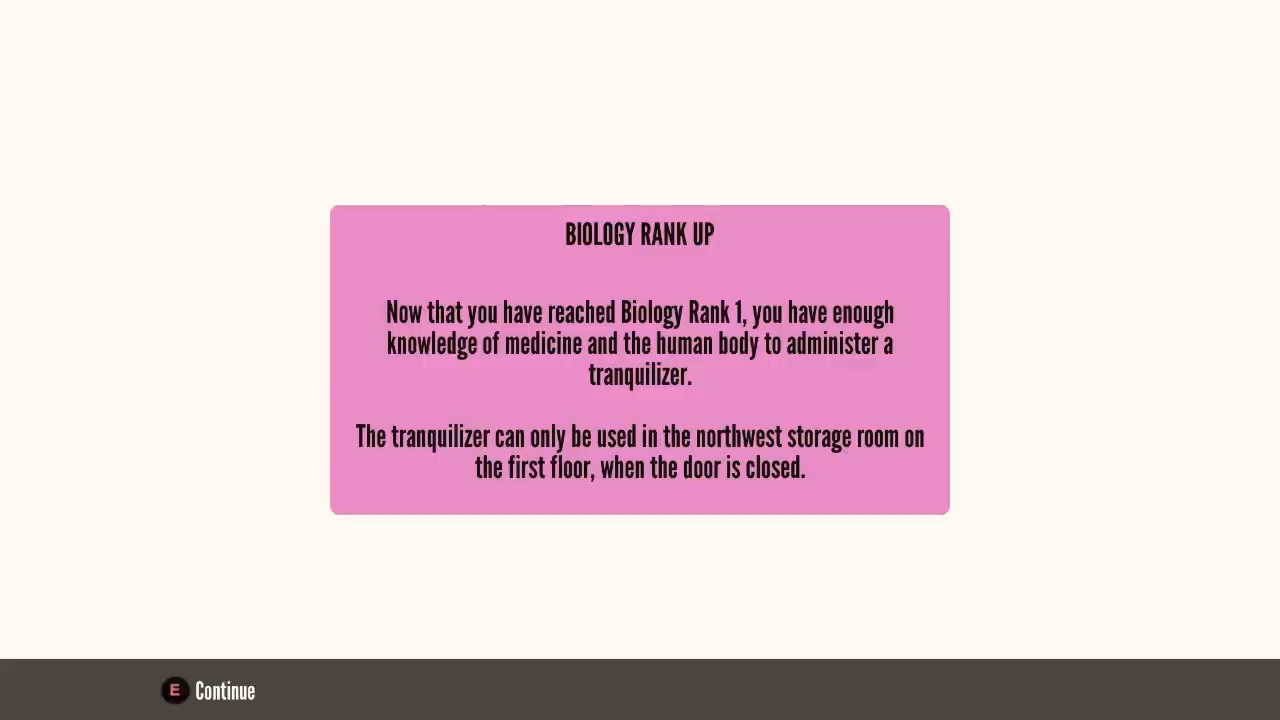 BIOLOGY RANK UP
Now that you have reached Biology Rank 1, you have enough
knowledge of medicine and the human body to administer a
tranquilizer.
The tranquilizer can only be used in the northwest storage room on
the first floor, when the door is closed.
E Continue